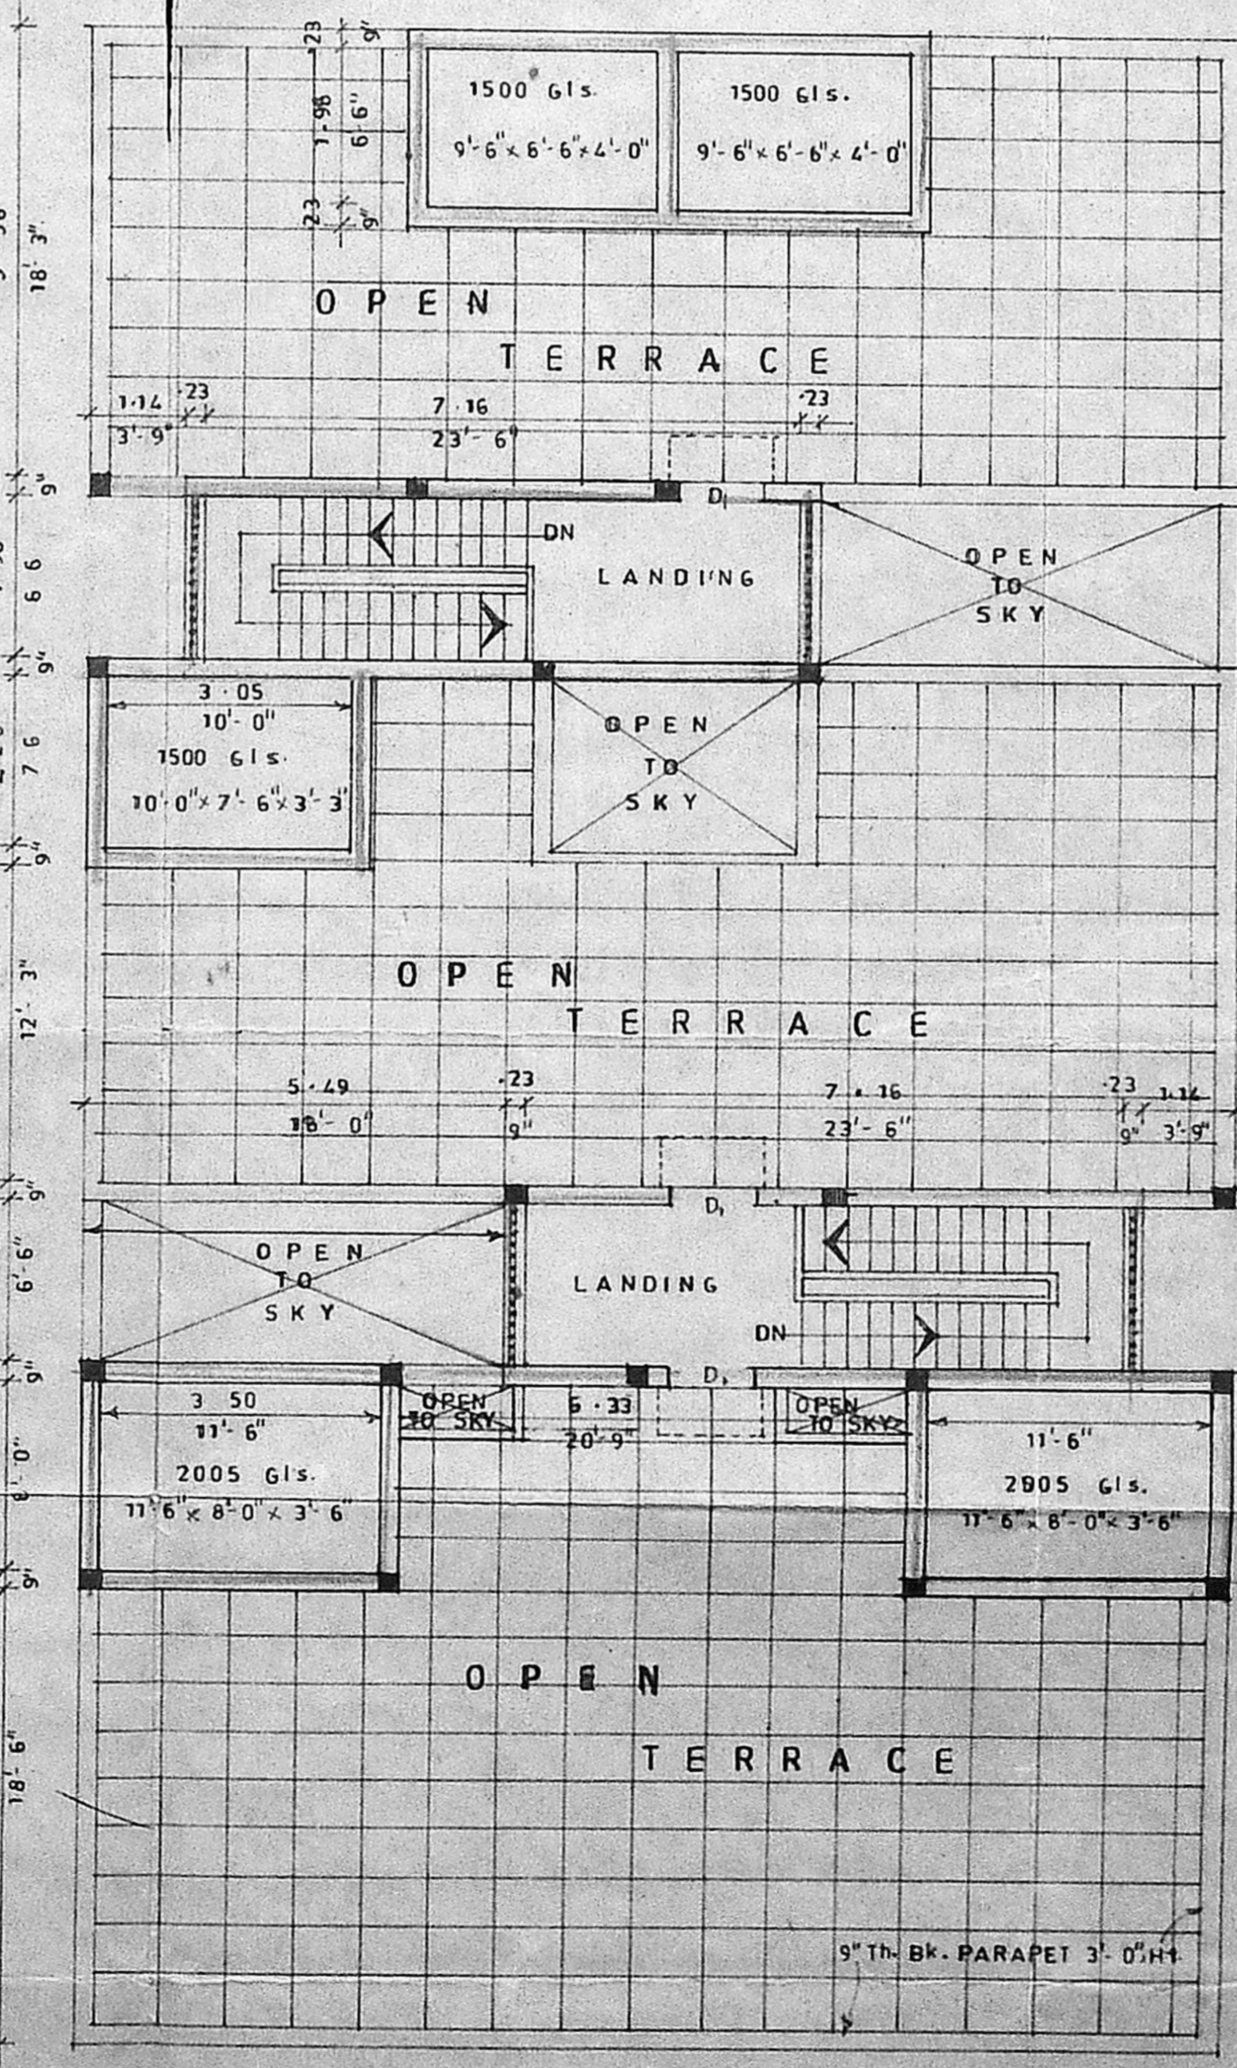 23
9"
1500 Gls.
1500 Gls.
1·98
6'6"
9'-6"x 6'-6"x4'-0"
9'-6"x 6'-6"x 4'-0"
23
9"
18' 3"
OPEN
TERRACE
1·14
·23
7·16
·23
3'-9"
23'-6"
9"
D1
DN
LANDING
OPEN
TO
SKY
6 6
9"
3·05
10'-0"
1500 Gls.
10'-0"x 7'-6"x 3'-3"
OPEN
TO
SKY
7 6
9"
12' 3"
OPEN
TERRACE
5·49
·23
7·16
·23
1·14
18'-0"
9"
23'-6"
9"
3'-9"
9"
D1
OPEN
TO
SKY
LANDING
6'-6"
DN
9"
D1
3 50
11'-6"
OPEN
TO SKY
6·33
20'-9"
OPEN
TO SKY
11'-6"
2005 Gls.
2005 Gls.
11'-6"x 8'-0" x 3'-6"
11'-6"x 8'-0"x 3'-6"
8'-0"
9"
OPEN
TERRACE
18'-6"
9" Th. Bk. PARAPET 3'-0" Ht.